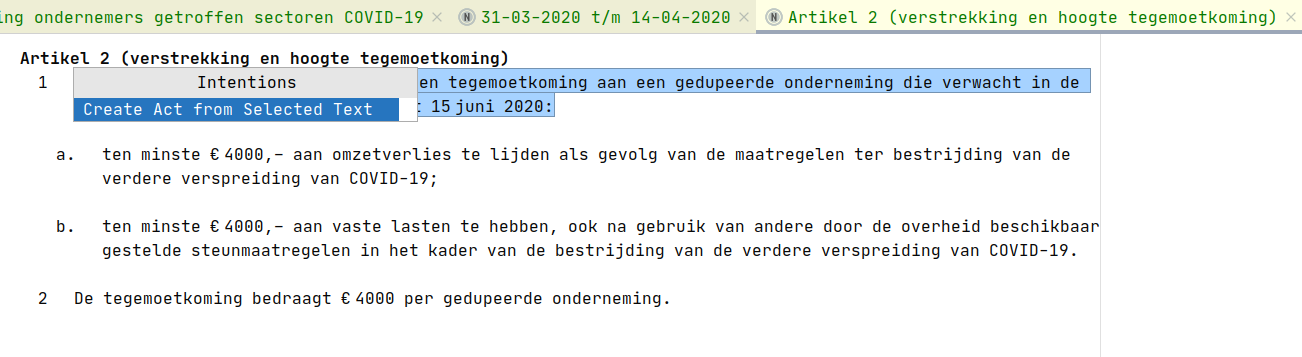 ing ondernemers getroffen sectoren COVID-19 × N 31-03-2020 t/m 14-04-2020 × N Artikel 2 (verstrekking en hoogte tegemoetkoming) ×
Artikel 2 (verstrekking en hoogte tegemoetkoming)
1 en tegemoetkoming aan een gedupeerde onderneming die verwacht in de
Intentions
15 juni 2020:
Create Act from Selected Text
a. ten minste € 4000,– aan omzetverlies te lijden als gevolg van de maatregelen ter bestrijding van de
verdere verspreiding van COVID-19;
b. ten minste € 4000,– aan vaste lasten te hebben, ook na gebruik van andere door de overheid beschikbaar
gestelde steunmaatregelen in het kader van de bestrijding van de verdere verspreiding van COVID-19.
2 De tegemoetkoming bedraagt € 4000 per gedupeerde onderneming.